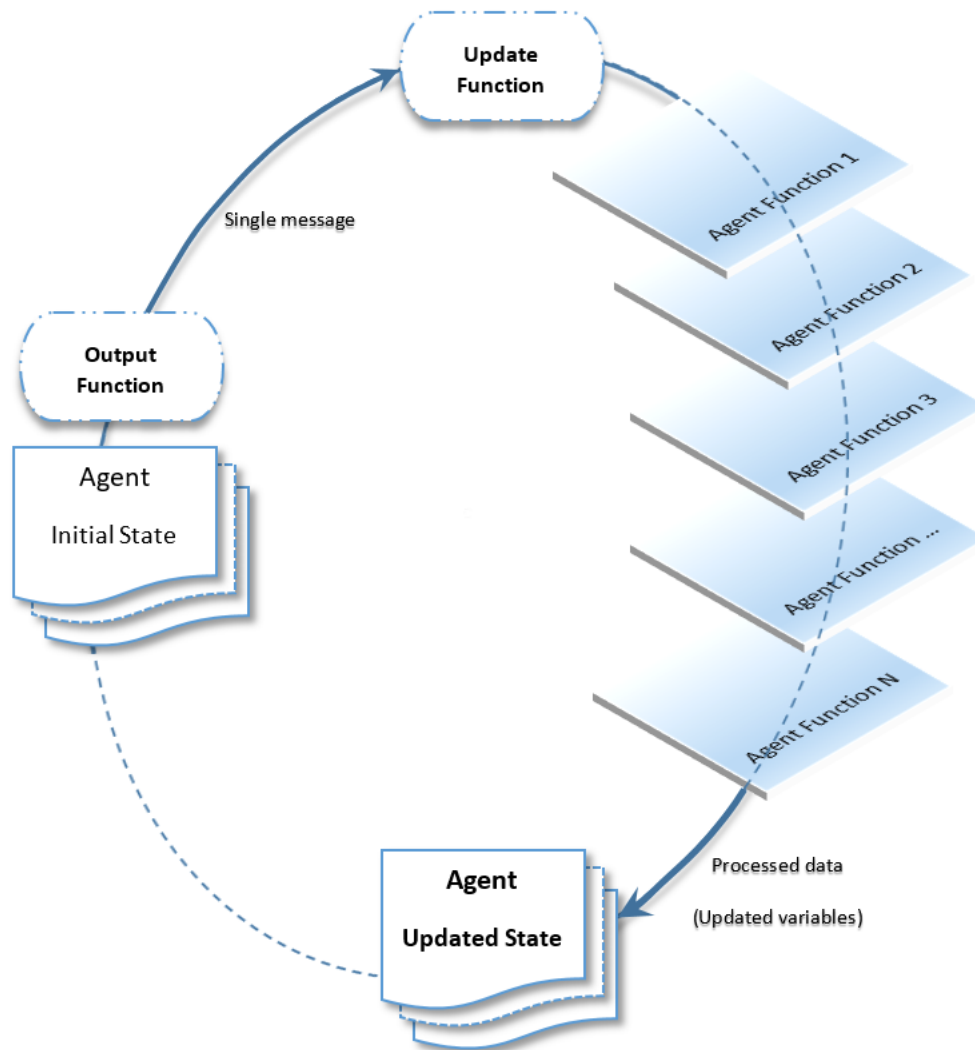 Update
Function
Agent Function 1
Single message
Agent Function 2
Output
Function
Agent Function 3
Agent
Initial State
Agent Function ...
Agent Function N
Processed data
(Updated variables)
Agent
Updated State